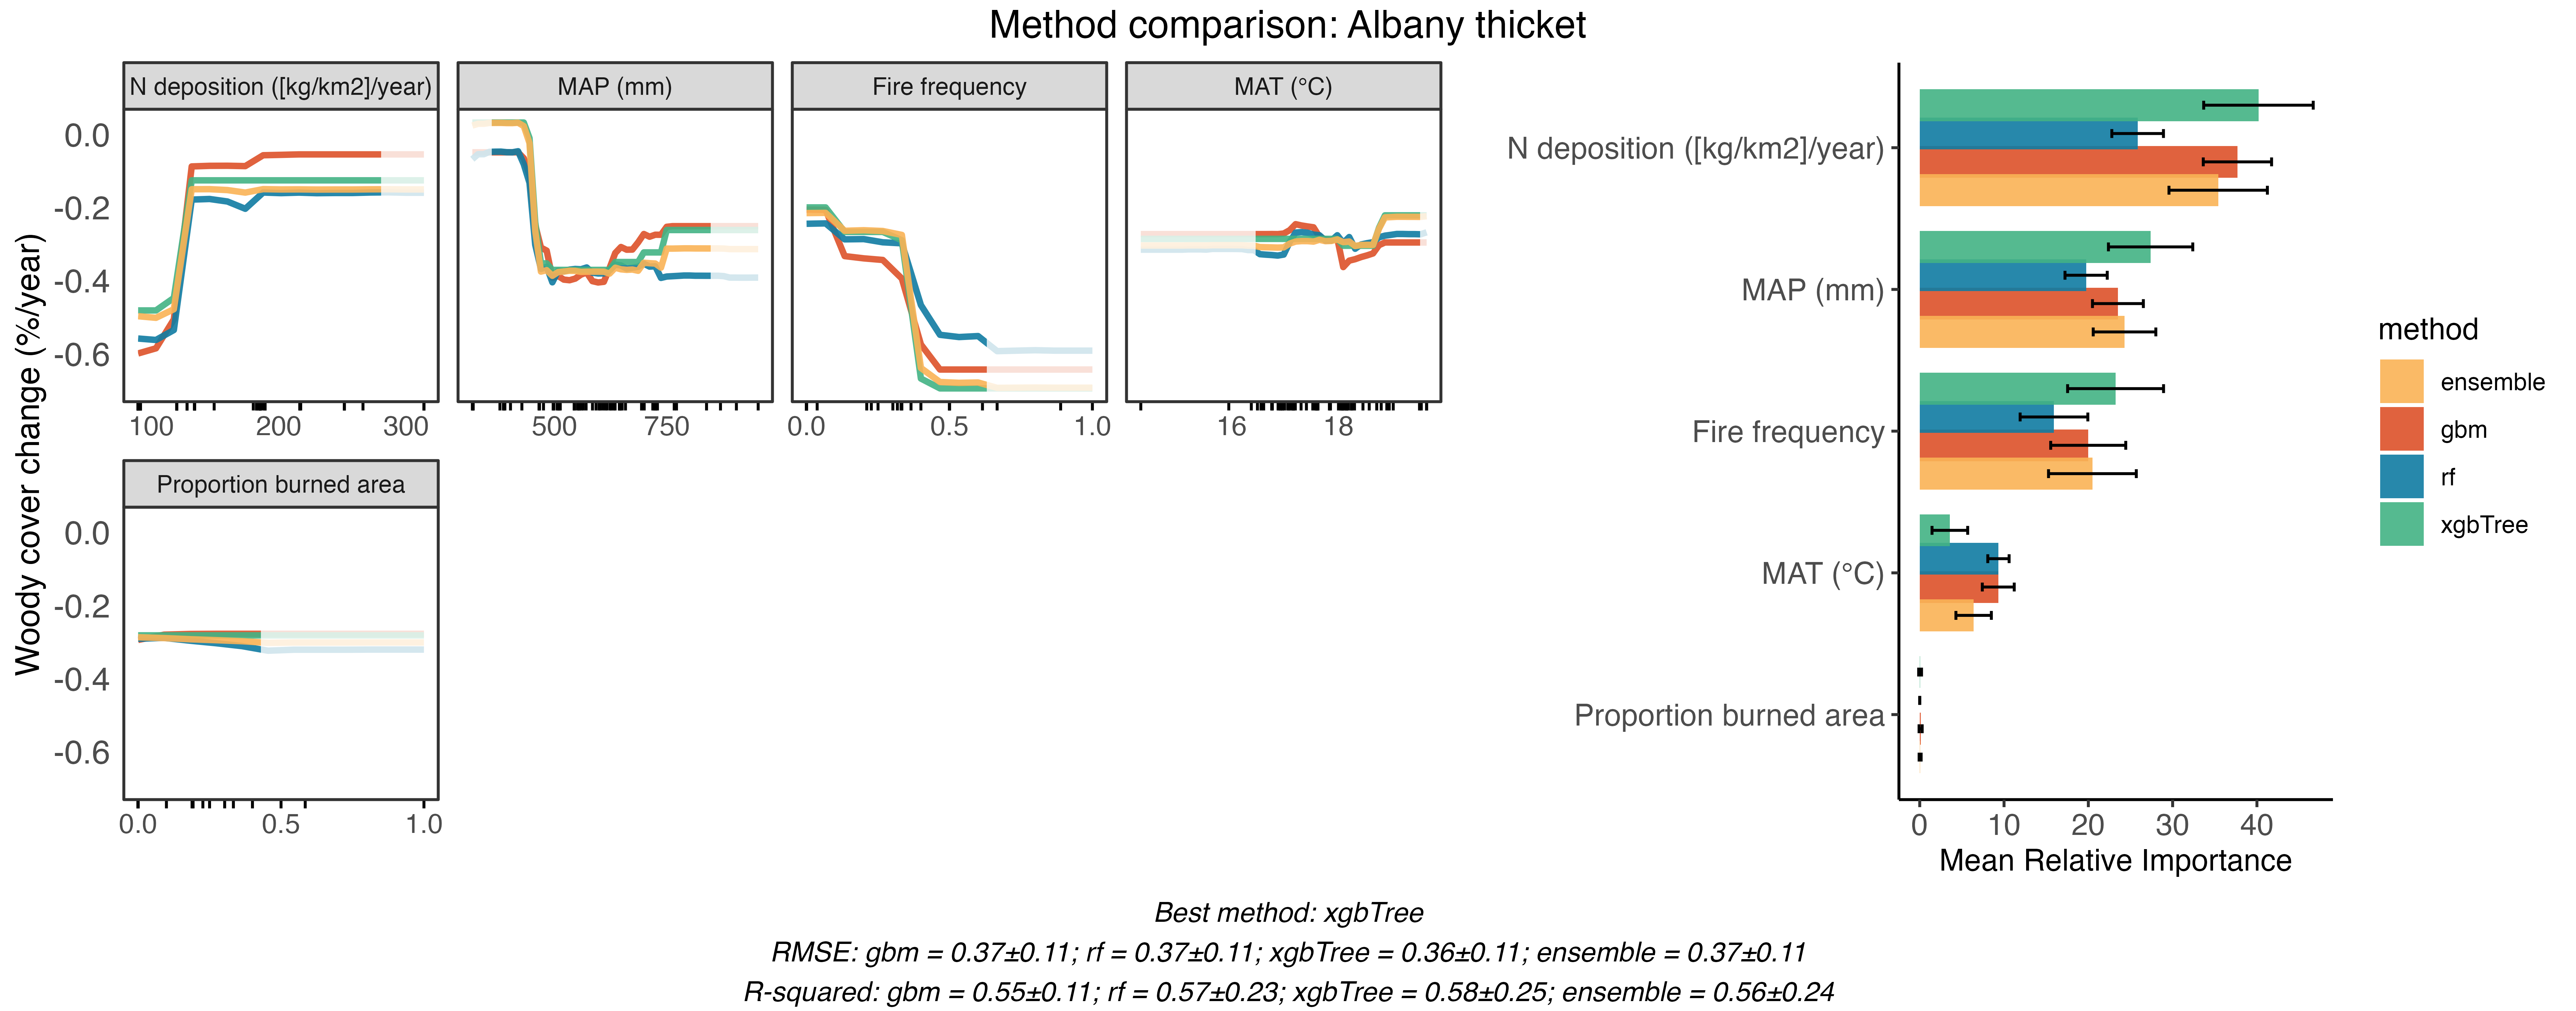 Method comparison: Albany thicket
N deposition ([kg/km2]/year)
MAP (mm)
Fire frequency
MAT (°C)
Woody cover change (%/year)
0.0
-0.2
-0.4
-0.6
100
200
300
500
750
0.0
0.5
1.0
16
18
Proportion burned area
0.0
-0.2
-0.4
-0.6
0.0
0.5
1.0
N deposition ([kg/km2]/year)
MAP (mm)
Fire frequency
MAT (°C)
Proportion burned area
0
10
20
30
40
Mean Relative Importance
method
ensemble
gbm
rf
xgbTree
Best method: xgbTree
RMSE: gbm = 0.37±0.11; rf = 0.37±0.11; xgbTree = 0.36±0.11; ensemble = 0.37±0.11
R-squared: gbm = 0.55±0.11; rf = 0.57±0.23; xgbTree = 0.58±0.25; ensemble = 0.56±0.24